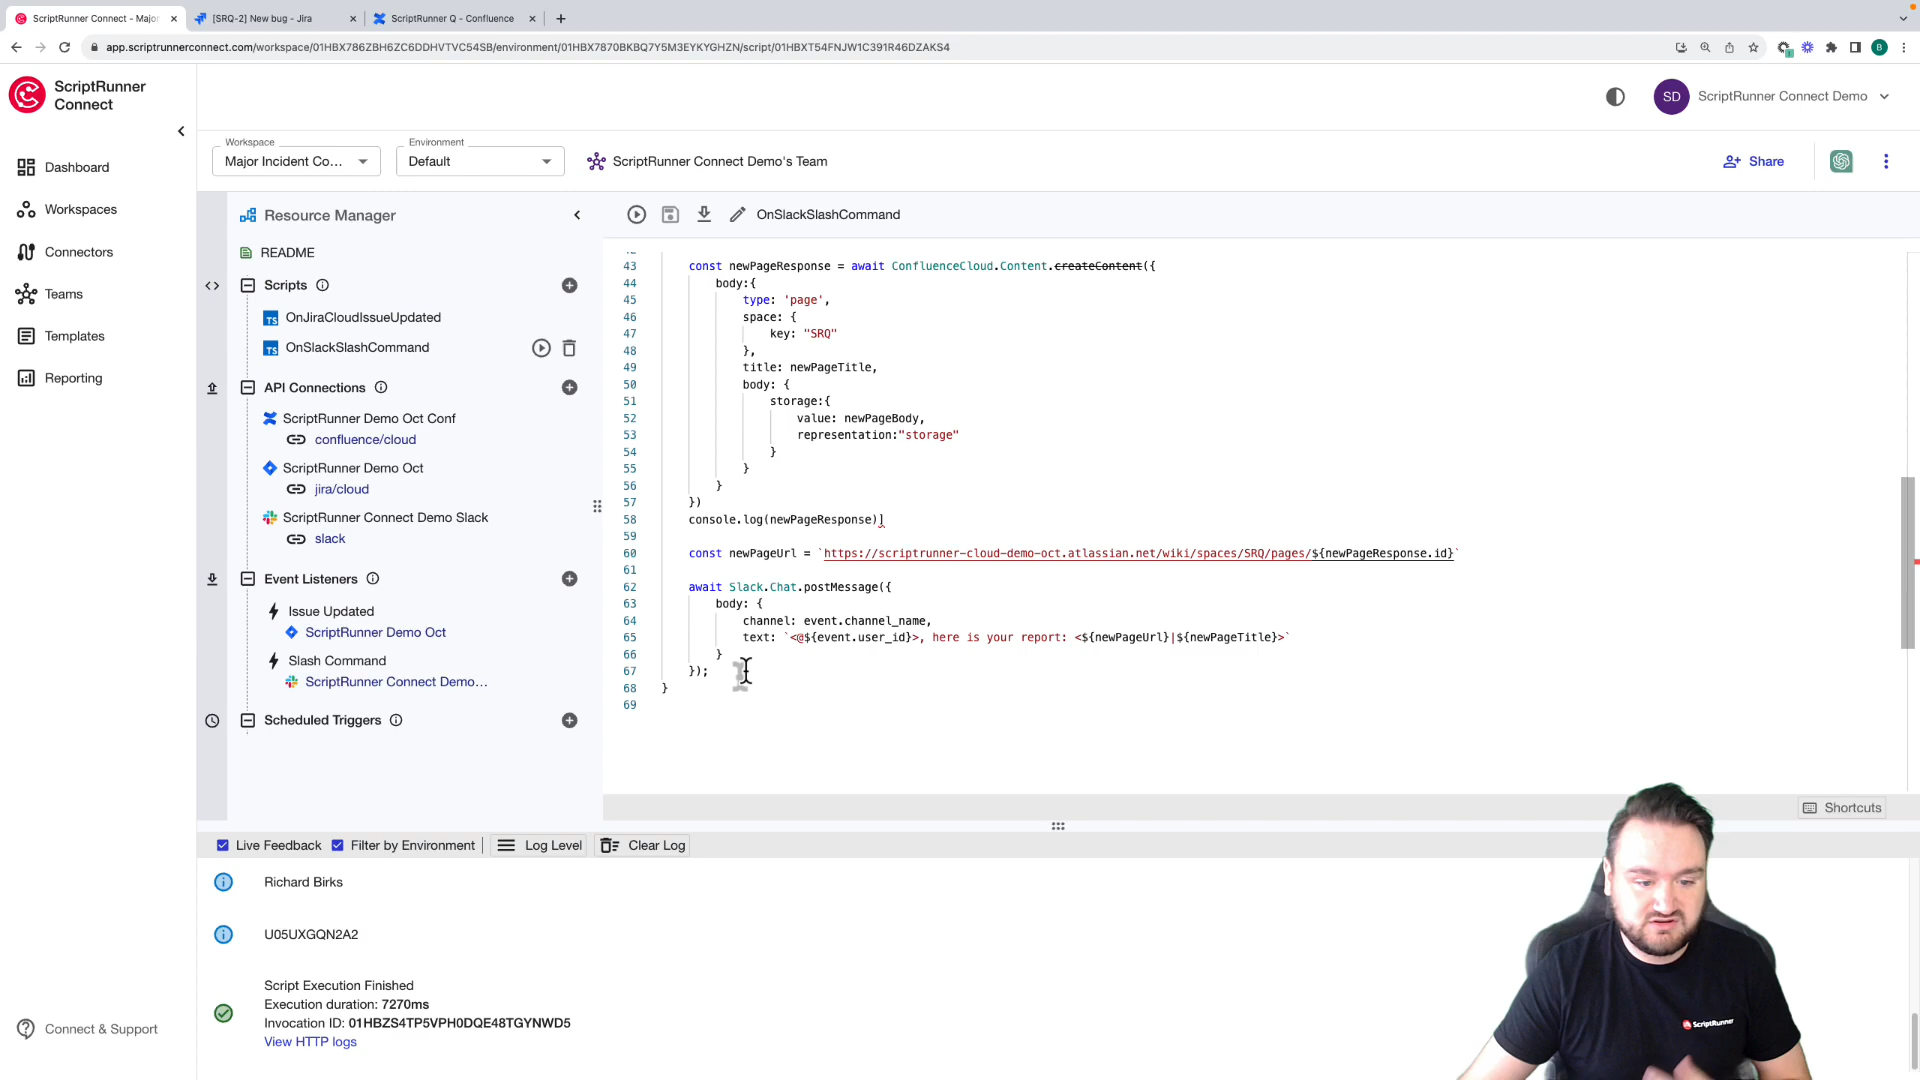 ScriptRunner Connect - Major
[SRQ-2] New bug - Jira
ScriptRunner Q - Confluence
app.scriptrunnerconnect.com/workspace/01HBX786ZBH6ZC6DDHVTVC54SB/environment/01HBX7870BKBQ7Y5M3EYKYGHZN/script/01HBXT54FNJW1C391R46DZAKS4
B
ScriptRunner
Connect
SD
ScriptRunner Connect Demo
Workspace
Major Incident Co...
Environment
Default
ScriptRunner Connect Demo's Team
Share
Dashboard
Workspaces
Connectors
Teams
Templates
Reporting
Connect & Support
Resource Manager
README
Scripts
OnJiraCloudIssueUpdated
OnSlackSlashCommand
API Connections
ScriptRunner Demo Oct Conf
confluence/cloud
ScriptRunner Demo Oct
jira/cloud
ScriptRunner Connect Demo Slack
slack
Event Listeners
Issue Updated
ScriptRunner Demo Oct
Slash Command
ScriptRunner Connect Demo...
Scheduled Triggers
OnSlackSlashCommand
43 const newPageResponse = await ConfluenceCloud.Content.createContent({
44 body:{
45 type: 'page',
46 space: {
47 key: "SRQ"
48 },
49 title: newPageTitle,
50 body: {
51 storage:{
52 value: newPageBody,
53 representation:"storage"
54 }
55 }
56 }
57 })
58 console.log(newPageResponse)]
59
60 const newPageUrl = `https://scriptrunner-cloud-demo-oct.atlassian.net/wiki/spaces/SRQ/pages/${newPageResponse.id}`
61
62 await Slack.Chat.postMessage({
63 body: {
64 channel: event.channel_name,
65 text: `<@${event.user_id}>, here is your report: <${newPageUrl}|${newPageTitle}>`
66 }
67 });
68 }
69
Shortcuts
Live Feedback
Filter by Environment
Log Level
Clear Log
Richard Birks
U05UXGQN2A2
Script Execution Finished
Execution duration: 7270ms
Invocation ID: 01HBZS4TP5VPH0DQE48TGYNWD5
View HTTP logs
ScriptRunner